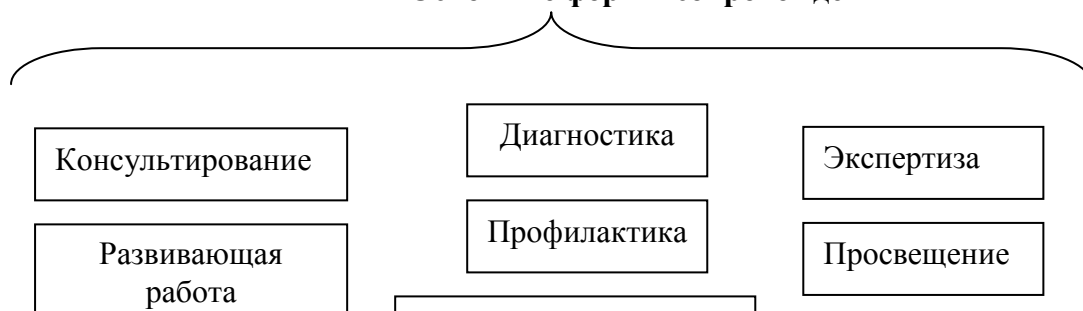 Консультирование
Диагностика
Экспертиза
Развивающая
работа
Профилактика
Просвещение